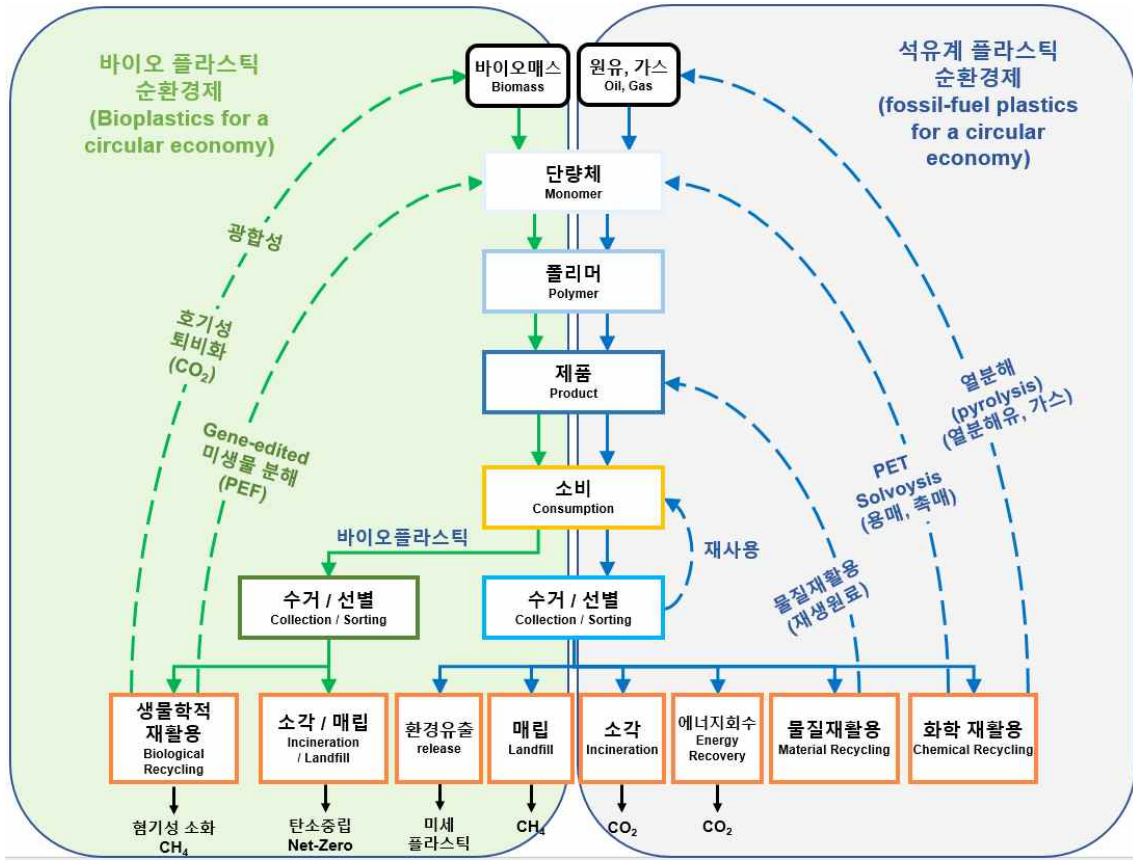 바이오 플라스틱
순환경제
(Bioplastics for a
circular economy)
바이오매스
Biomass
원유, 가스
Oil, Gas
석유계 플라스틱
순환경제
(fossil-fuel plastics
for a circular
economy)
단량체
Monomer
광합성
폴리머
Polymer
호기성
퇴비화
(CO₂)
제품
Product
열분해
(pyrolysis)
(열분해유, 가스)
Gene-edited
미생물 분해
(PEF)
PET
Solvoysis
(용매, 촉매)
소비
Consumption
바이오플라스틱
재사용
물질재활용
(재생원료)
수거 / 선별
Collection / Sorting
수거 / 선별
Collection / Sorting
생물학적
재활용
Biological
Recycling
소각 / 매립
Incineration
/ Landfill
환경유출
release
매립
Landfill
소각
Incineration
에너지회수
Energy
Recovery
물질재활용
Material Recycling
화학 재활용
Chemical Recycling
혐기성 소화
CH₄
탄소중립
Net-Zero
미세
플라스틱
CH₄
CO₂
CO₂